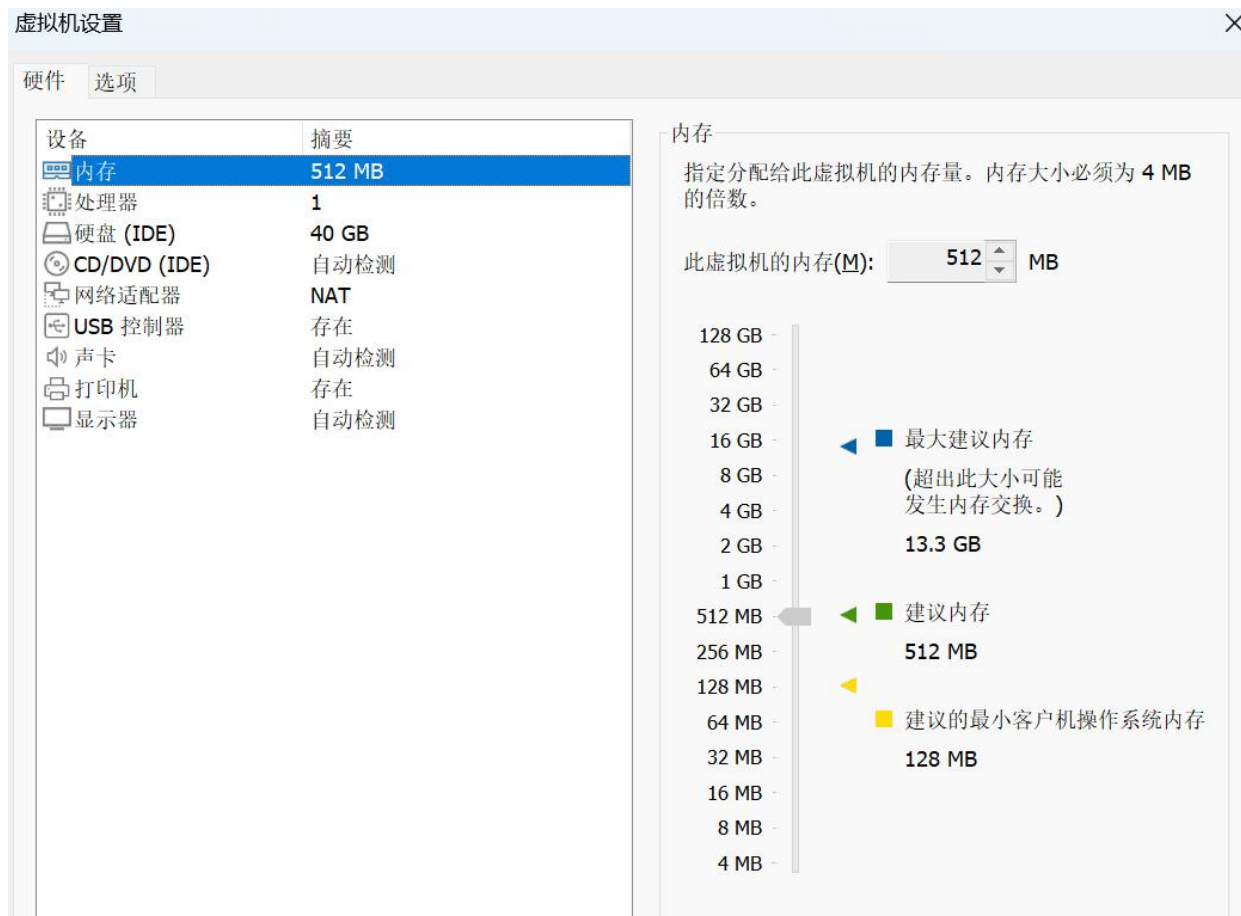 虚拟机设置
硬件 选项
设备 摘要
内存 512 MB
处理器 1
硬盘 (IDE) 40 GB
CD/DVD (IDE) 自动检测
网络适配器 NAT
USB 控制器 存在
声卡 自动检测
打印机 存在
显示器 自动检测
内存
指定分配给此虚拟机的内存量。内存大小必须为 4 MB
的倍数。
此虚拟机的内存(M): 512 MB
128 GB
64 GB
32 GB
16 GB
8 GB
4 GB
2 GB
1 GB
512 MB
256 MB
128 MB
64 MB
32 MB
16 MB
8 MB
4 MB
最大建议内存
(超出此大小可能
发生内存交换。)
13.3 GB
建议内存
512 MB
建议的最小客户机操作系统内存
128 MB